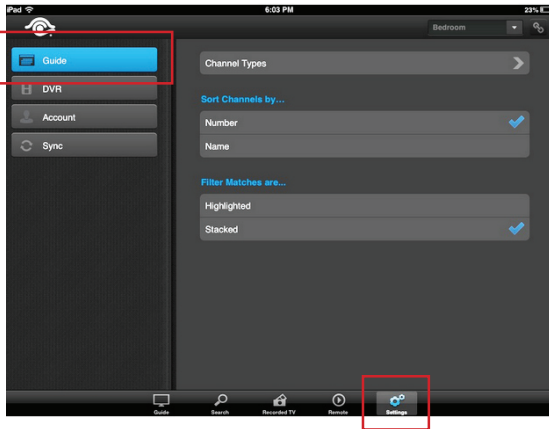 iPad 6:03 PM 23%
Bedroom
Guide
DVR
Account
Sync
Channel Types
Sort Channels by...
Number
Name
Filter Matches are...
Highlighted
Stacked
Guide Search Recorded TV Remote Settings